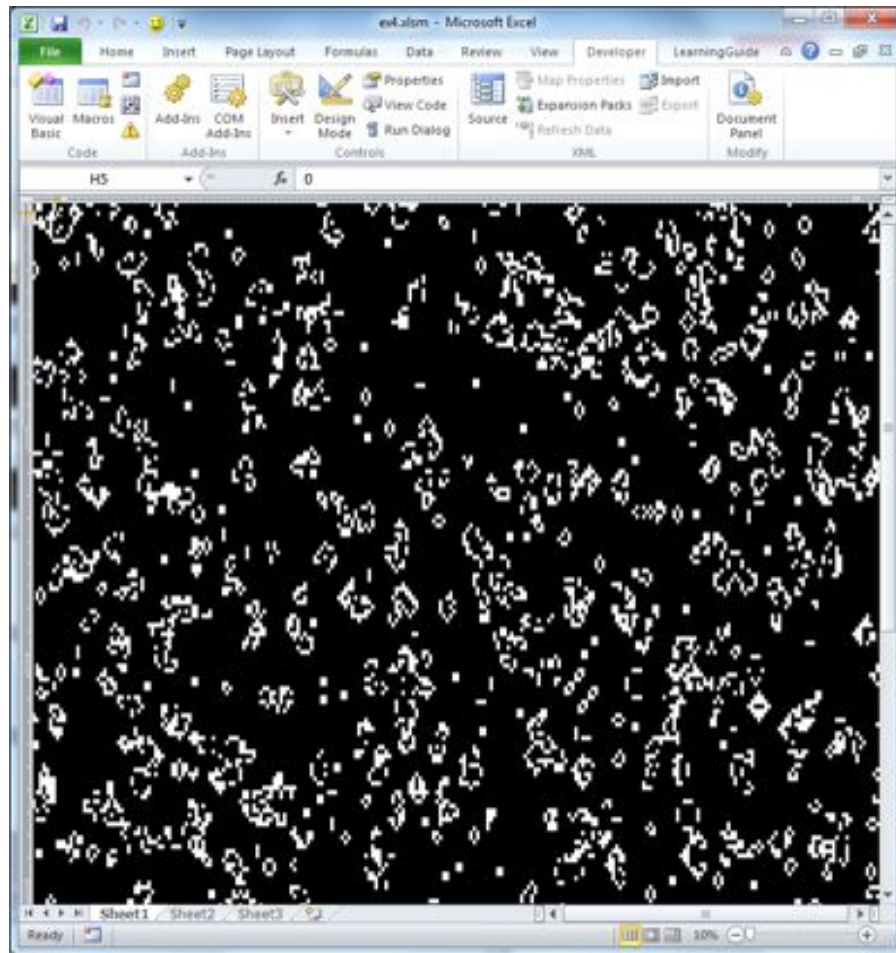 ev4.xlsm - Microsoft Excel
File Home Insert Page Layout Formulas Data Review View Developer LearningGuide
Visual Basic Macros Add-Ins COM Add-Ins Insert Design Mode Properties View Code Run Dialog Source Map Properties Expansion Packs Refresh Data Import Export Document Panel
Code Add-Ins Controls XML Modify
H5 fx 0
Sheet1 Sheet2 Sheet3
Ready 10%